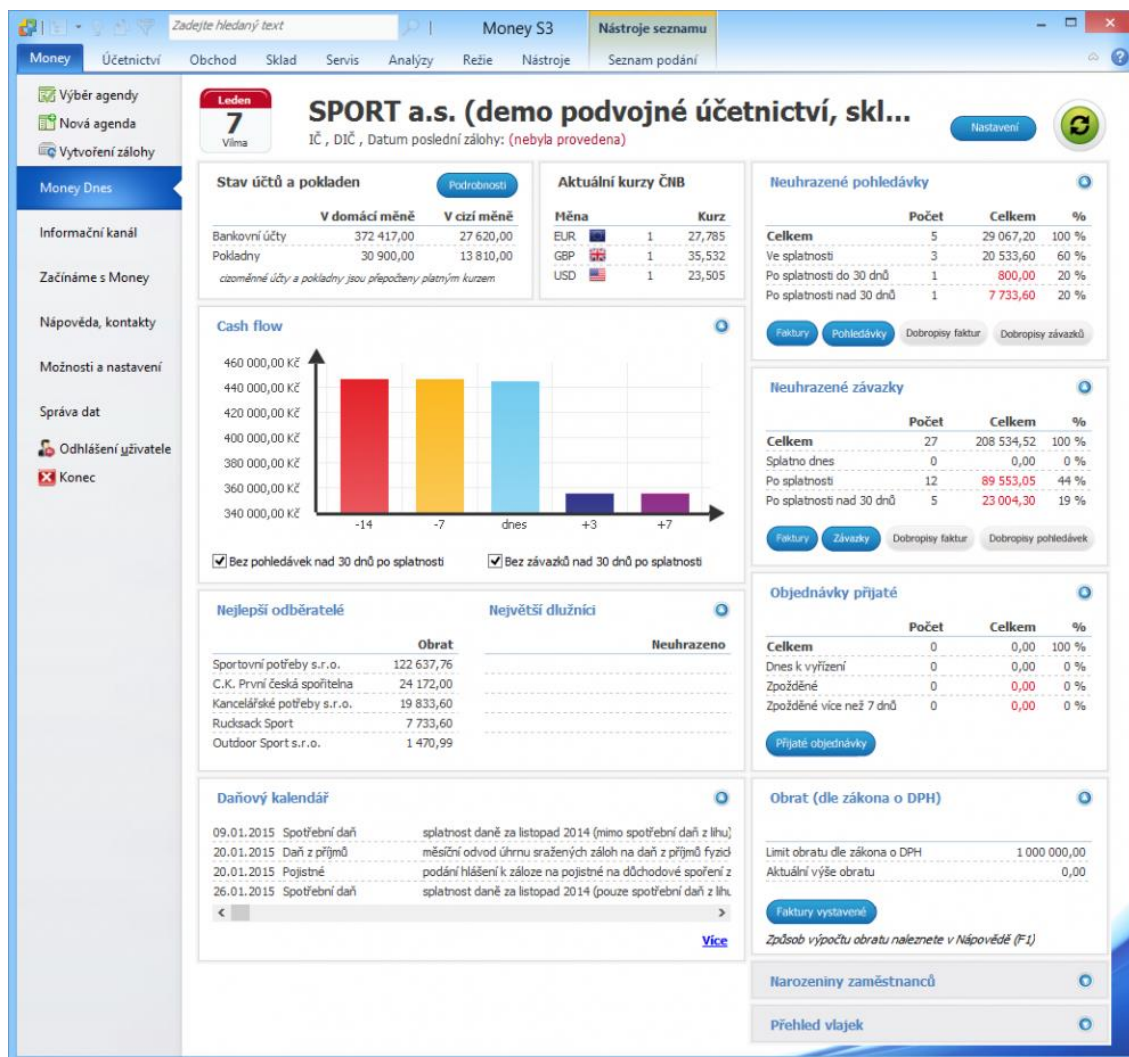 Zadejte hledaný text
Money S3
Nástroje seznamu
Money Účetnictví Obchod Sklad Servis Analýzy Režie Nástroje Seznam podání
Výběr agendy
Nová agenda
Vytvoření zálohy
Money Dnes
Informační kanál
Začínáme s Money
Nápověda, kontakty
Možnosti a nastavení
Správa dat
Odhlášení uživatele
Konec
Leden
7
Vilma
SPORT a.s. (demo podvojné účetnictví, skl...
IČ , DIČ , Datum poslední zálohy: (nebyla provedena)
Nastavení
Stav účtů a pokladen Podrobnosti
V domácí měně V cizí měně
Bankovní účty 372 417,00 27 620,00
Pokladny 30 900,00 13 810,00
cizoměnné účty a pokladny jsou přepočteny platným kurzem
Aktuální kurzy ČNB
Měna Kurz
EUR 1 27,785
GBP 1 35,532
USD 1 23,505
Cash flow
460 000,00 Kč
440 000,00 Kč
420 000,00 Kč
400 000,00 Kč
380 000,00 Kč
360 000,00 Kč
340 000,00 Kč
-14 -7 dnes +3 +7
Bez pohledávek nad 30 dnů po splatnosti Bez závazků nad 30 dnů po splatnosti
Nejlepší odběratelé
Obrat
Sportovní potřeby s.r.o. 122 637,76
C.K. První česká spořitelna 24 172,00
Kancelářské potřeby s.r.o. 19 833,60
Rucksack Sport 7 733,60
Outdoor Sport s.r.o. 1 470,99
Největší dlužníci
Neuhrazeno
Daňový kalendář
09.01.2015 Spotřební daň splatnost daně za listopad 2014 (mimo spotřební daň z lihu)
20.01.2015 Daň z příjmů měsíční odvod úhrnu sražených záloh na daň z příjmů fyzick
20.01.2015 Pojistné podání hlášení k záloze na pojistné na důchodové spoření z
26.01.2015 Spotřební daň splatnost daně za listopad 2014 (pouze spotřební daň z lihu
Více
Neuhrazené pohledávky
Počet Celkem %
Celkem 5 29 067,20 100 %
Ve splatnosti 3 20 533,60 60 %
Po splatnosti do 30 dnů 1 800,00 20 %
Po splatnosti nad 30 dnů 1 7 733,60 20 %
Faktury Pohledávky Dobropisy faktur Dobropisy závazků
Neuhrazené závazky
Počet Celkem %
Celkem 27 208 534,52 100 %
Splatno dnes 0 0,00 0 %
Po splatnosti 12 89 553,05 44 %
Po splatnosti nad 30 dnů 5 23 004,30 19 %
Faktury Závazky Dobropisy faktur Dobropisy pohledávek
Objednávky přijaté
Počet Celkem %
Celkem 0 0,00 100 %
Dnes k vyřízení 0 0,00 0 %
Zpožděné 0 0,00 0 %
Zpožděné více než 7 dnů 0 0,00 0 %
Přijaté objednávky
Obrat (dle zákona o DPH)
Limit obratu dle zákona o DPH 1 000 000,00
Aktuální výše obratu 0,00
Faktury vystavené
Způsob výpočtu obratu naleznete v Nápovědě (F1)
Narozeniny zaměstnanců
Přehled vlajek